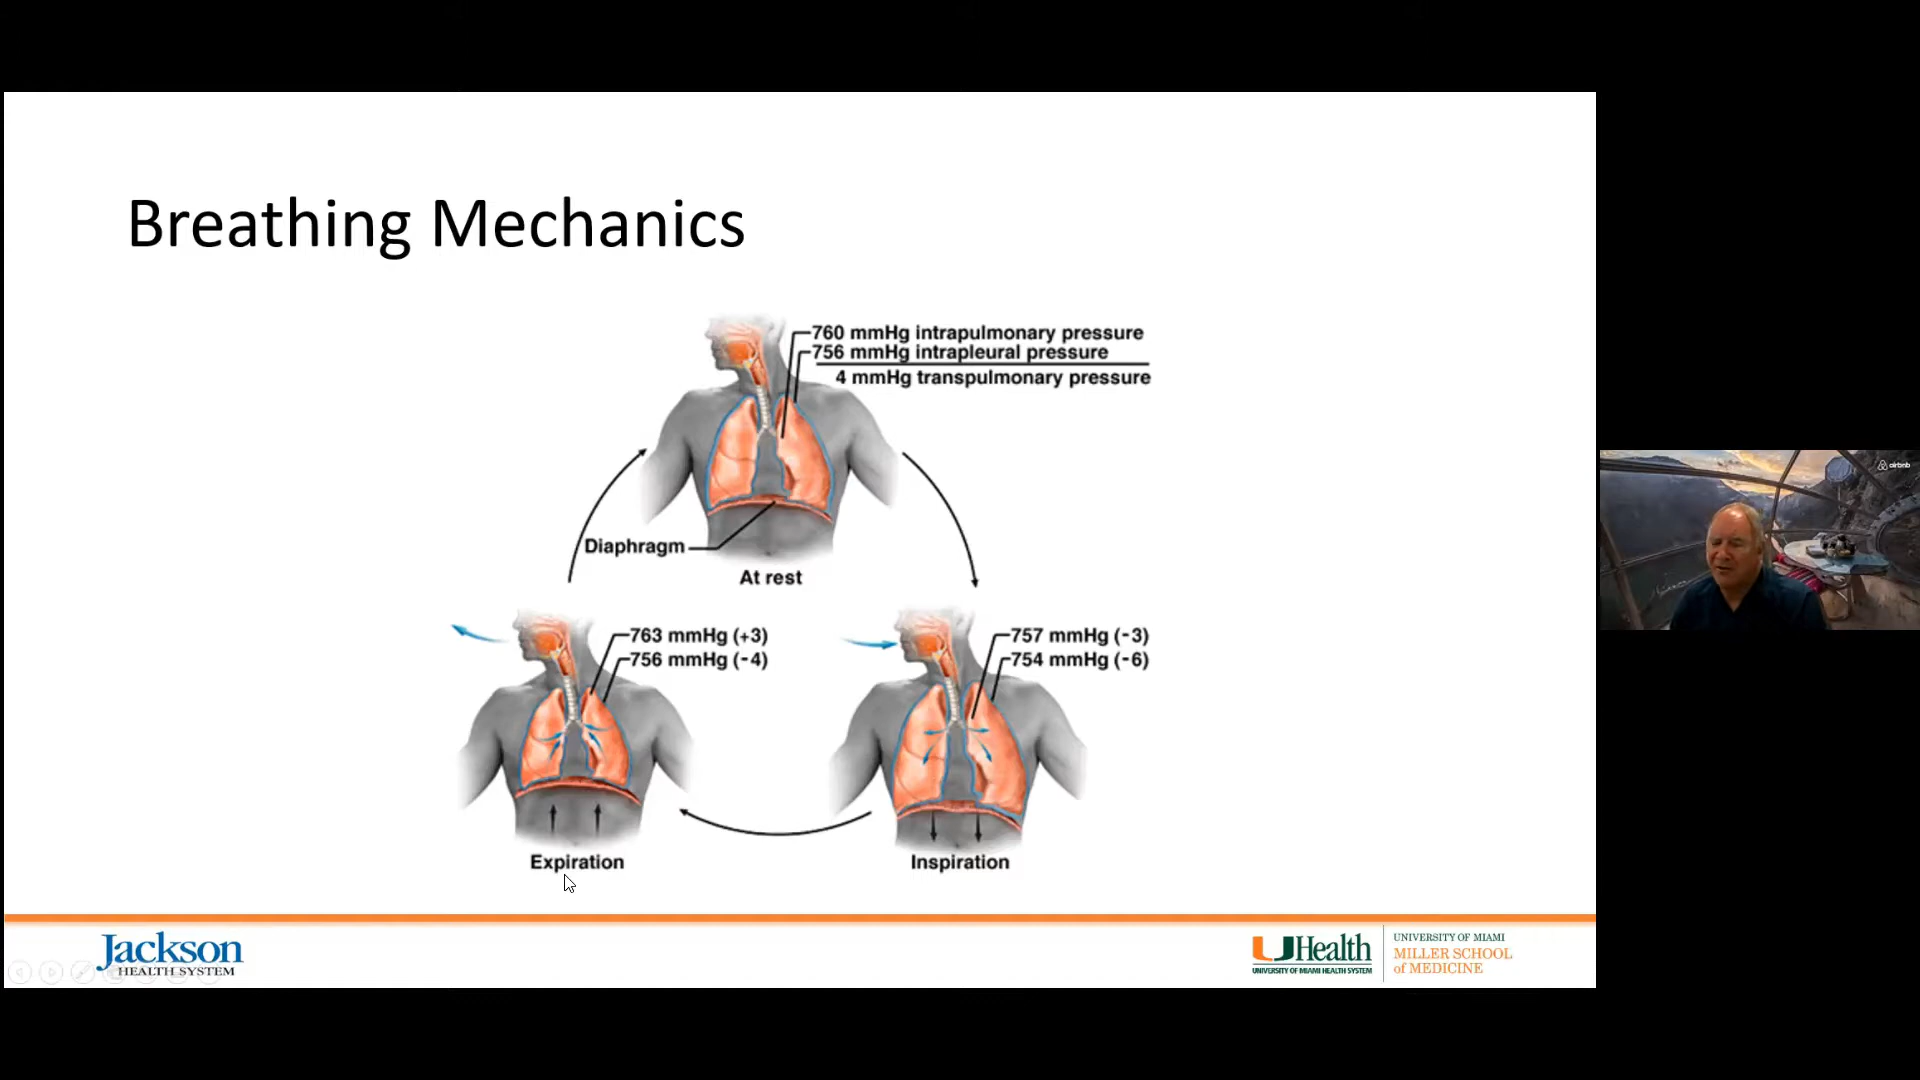 Breathing Mechanics
760 mmHg intrapulmonary pressure
756 mmHg intrapleural pressure
4 mmHg transpulmonary pressure
Diaphragm
At rest
763 mmHg (+3)
756 mmHg (-4)
757 mmHg (-3)
754 mmHg (-6)
Expiration
Inspiration
airbnb
Jackson
HEALTH SYSTEM
UHealth
UNIVERSITY OF MIAMI HEALTH SYSTEM
UNIVERSITY OF MIAMI
MILLER SCHOOL
of MEDICINE